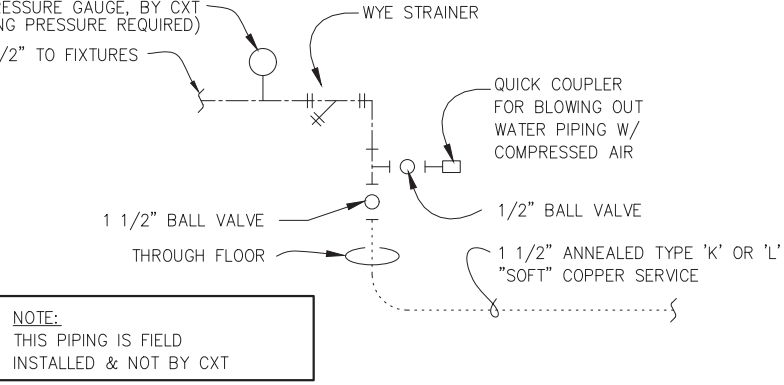 RESSURE GAUGE, BY CXT
NG PRESSURE REQUIRED)
/2" TO FIXTURES
WYE STRAINER
QUICK COUPLER
FOR BLOWING OUT
WATER PIPING W/
COMPRESSED AIR
1 1/2" BALL VALVE
1/2" BALL VALVE
THROUGH FLOOR
1 1/2" ANNEALED TYPE 'K' OR 'L'
"SOFT" COPPER SERVICE
NOTE:
THIS PIPING IS FIELD
INSTALLED & NOT BY CXT